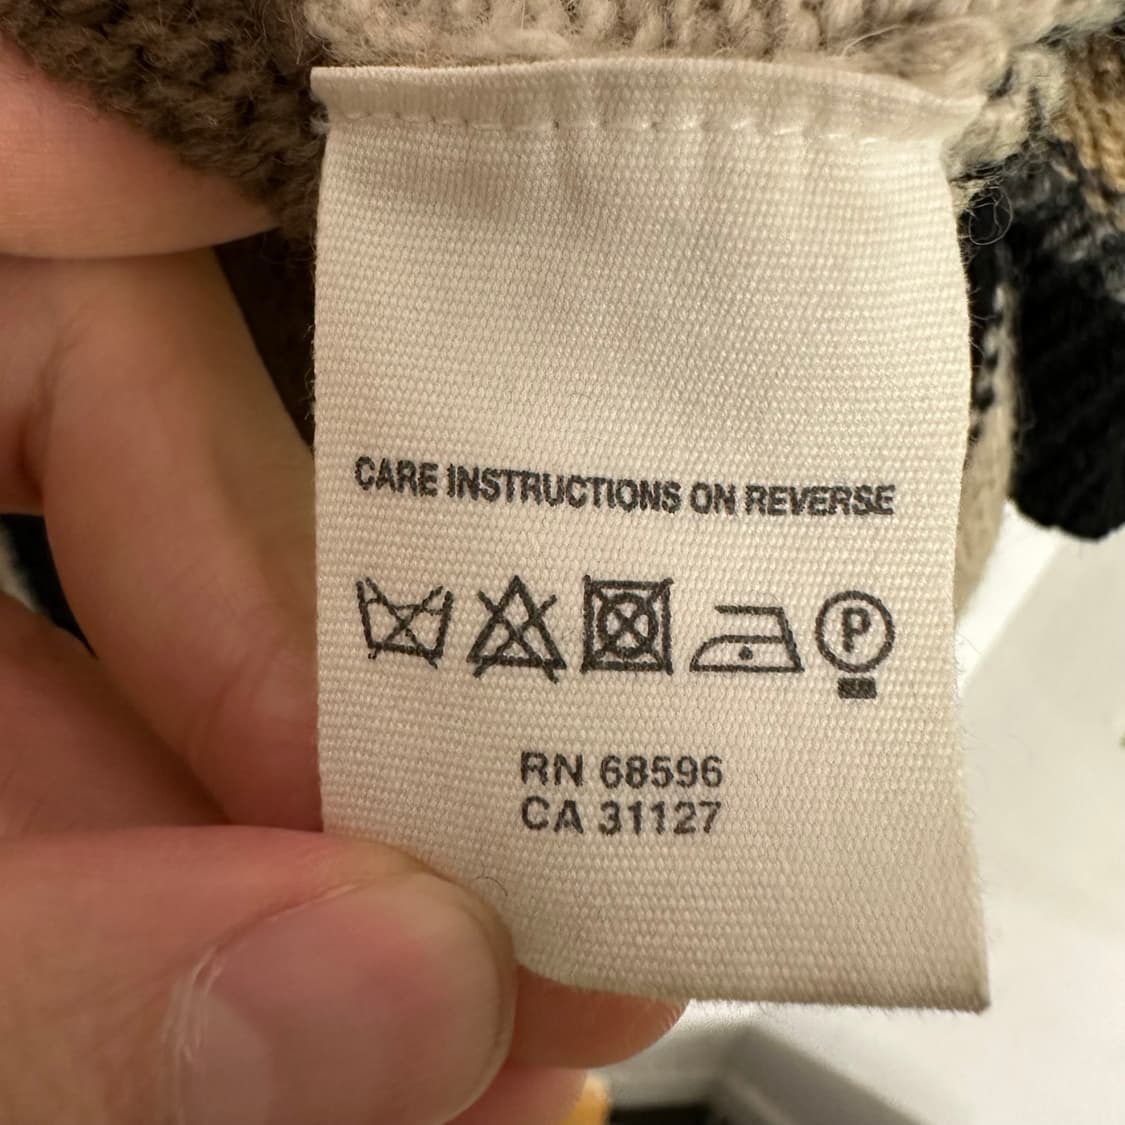 CARE INSTRUCTIONS ON REVERSE
P
RN 68596
CA 31127